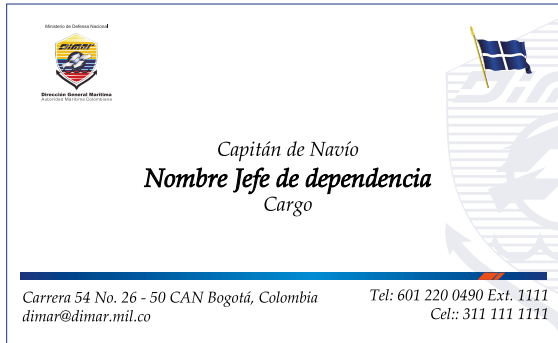 Ministerio de Defensa Nacional
Dimar
Dirección General Marítima
Autoridad Marítima Colombiana
Capitán de Navío
Nombre Jefe de dependencia
Cargo
Carrera 54 No. 26 - 50 CAN Bogotá, Colombia
dimar@dimar.mil.co
Tel: 601 220 0490 Ext. 1111
Cel:: 311 111 1111